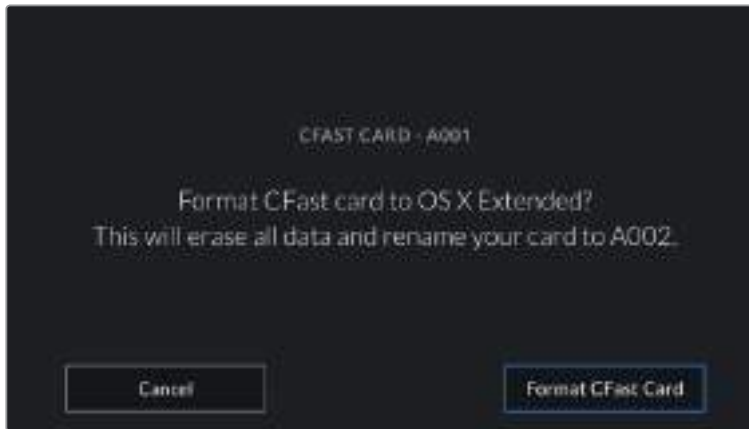 CFAST CARD - A001
Format CFast card to OS X Extended?
This will erase all data and rename your card to A002.
Cancel
Format CFast Card